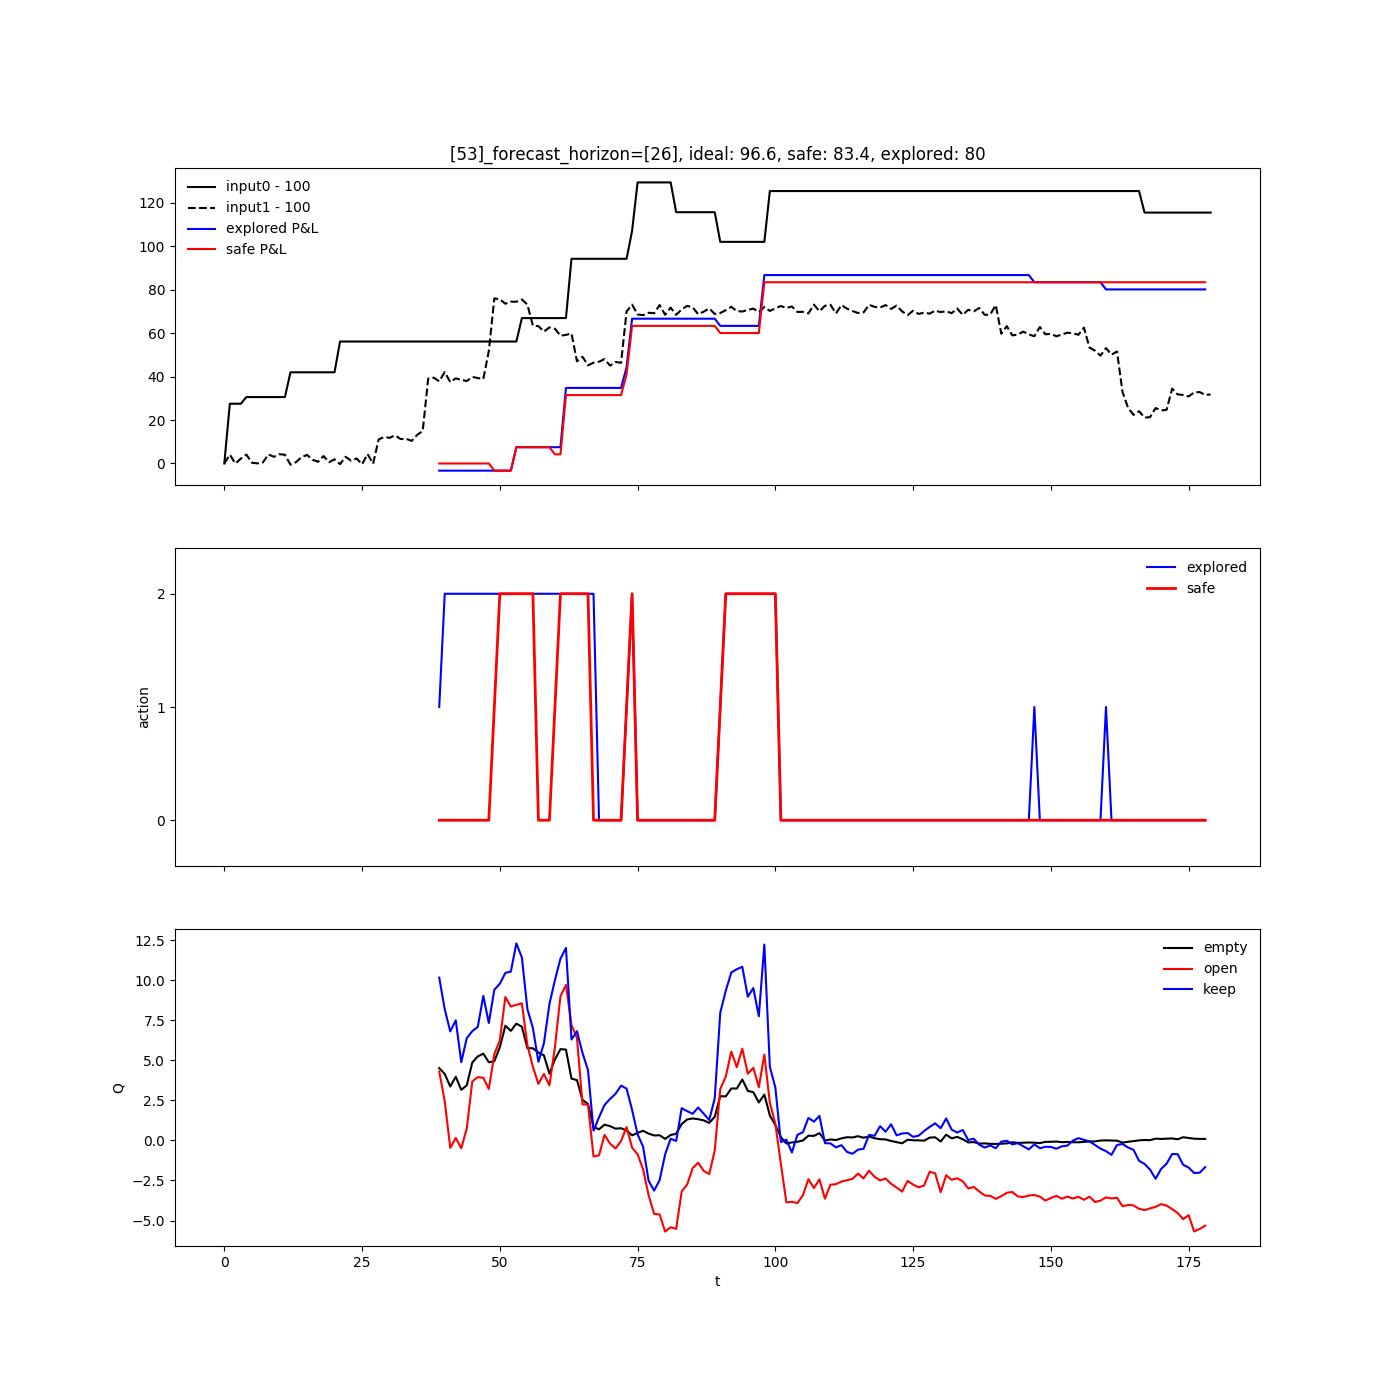 [53]_forecast_horizon=[26], ideal: 96.6, safe: 83.4, explored: 80
input0 - 100
input1 - 100
explored P&L
safe P&L
120
100
80
60
40
20
0
explored
safe
action
2
1
0
empty
open
keep
Q
12.5
10.0
7.5
5.0
2.5
0.0
−2.5
−5.0
0 25 50 75 100 125 150 175
t